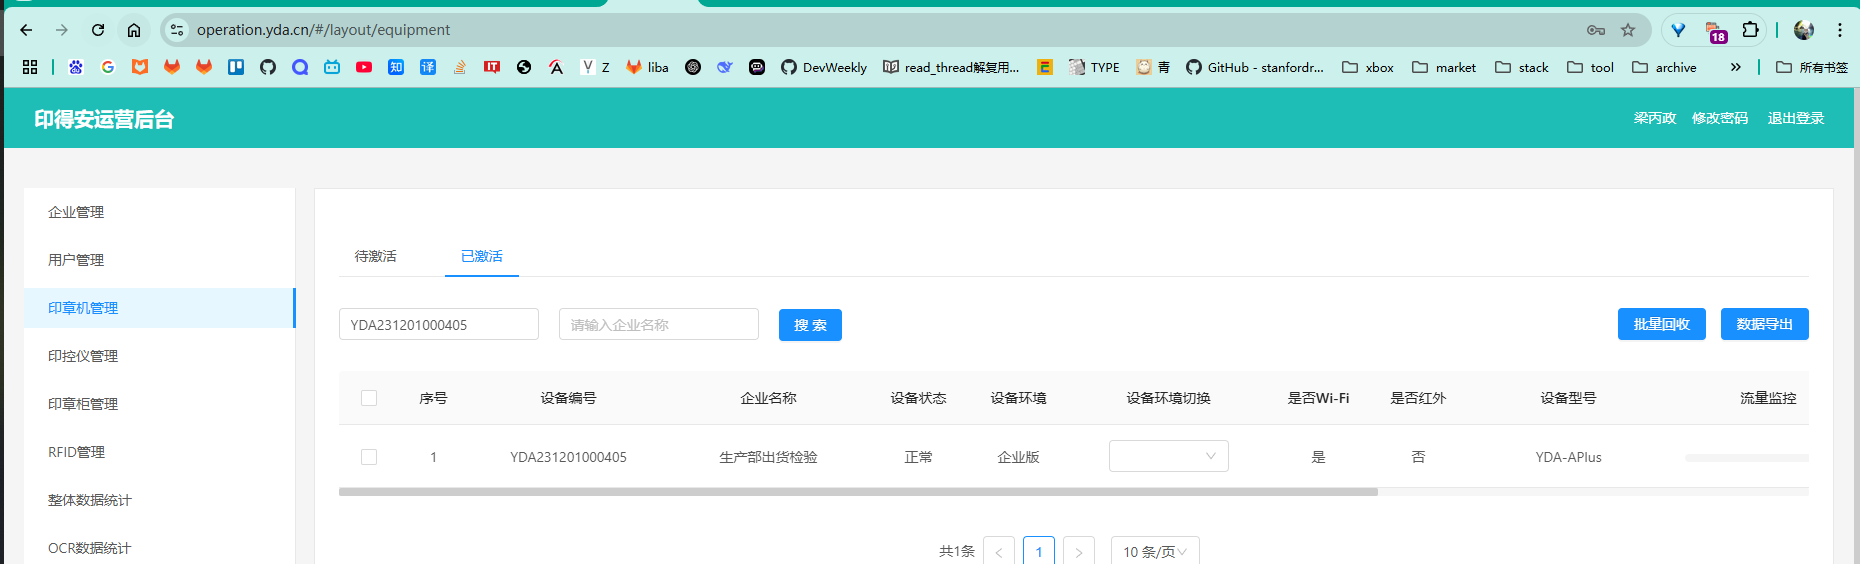 operation.yda.cn/#/layout/equipment
18
Z liba DevWeekly read_thread解复用... TYPE 青 GitHub - stanfordr... xbox market stack tool archive » 所有书签
印得安运营后台 梁丙政 修改密码 退出登录
企业管理
用户管理
印章机管理
印控仪管理
印章柜管理
RFID管理
整体数据统计
OCR数据统计
待激活 已激活
YDA231201000405 请输入企业名称 搜 索 批量回收 数据导出
序号 设备编号 企业名称 设备状态 设备环境 设备环境切换 是否Wi-Fi 是否红外 设备型号 流量监控
1 YDA231201000405 生产部出货检验 正常 企业版 是 否 YDA-APlus
共1条 < 1 > 10 条/页